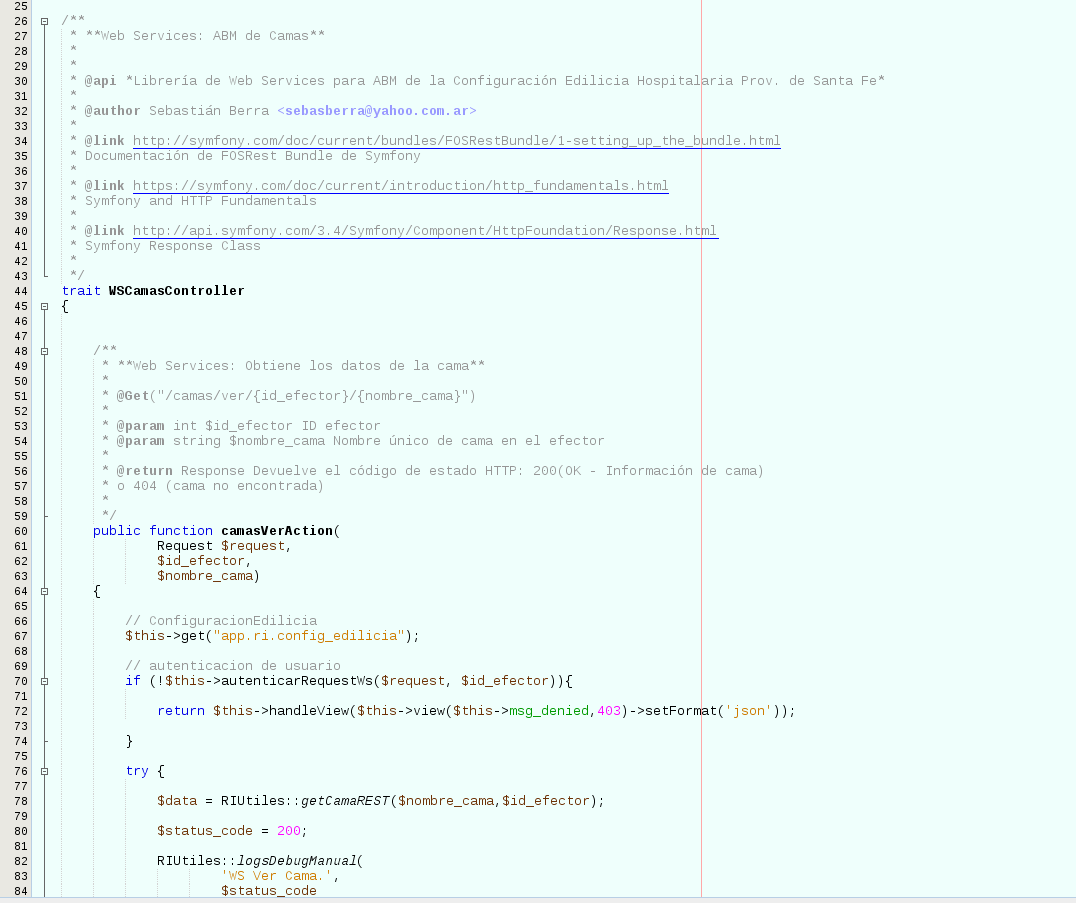 25
26 /**
27  * **Web Services: ABM de Camas**
28  *
29  *
30  * @api *Librería de Web Services para ABM de la Configuración Edilicia Hospitalaria Prov. de Santa Fe*
31  *
32  * @author Sebastián Berra <sebasberra@yahoo.com.ar>
33  *
34  * @link http://symfony.com/doc/current/bundles/FOSRestBundle/1-setting_up_the_bundle.html
35  * Documentación de FOSRest Bundle de Symfony
36  *
37  * @link https://symfony.com/doc/current/introduction/http_fundamentals.html
38  * Symfony and HTTP Fundamentals
39  *
40  * @link http://api.symfony.com/3.4/Symfony/Component/HttpFoundation/Response.html
41  * Symfony Response Class
42  *
43  */
44 trait WSCamasController
45 {
46
47
48     /**
49      * **Web Services: Obtiene los datos de la cama**
50      *
51      * @Get("/camas/ver/{id_efector}/{nombre_cama}")
52      *
53      * @param int $id_efector ID efector
54      * @param string $nombre_cama Nombre único de cama en el efector
55      *
56      * @return Response Devuelve el código de estado HTTP: 200(OK - Información de cama)
57      * o 404 (cama no encontrada)
58      *
59      */
60     public function camasVerAction(
61             Request $request,
62             $id_efector,
63             $nombre_cama)
64     {
65
66         // ConfiguracionEdilicia
67         $this->get("app.ri.config_edilicia");
68
69         // autenticacion de usuario
70         if (!$this->autenticarRequestWs($request, $id_efector)){
71
72             return $this->handleView($this->view($this->msg_denied,403)->setFormat('json'));
73
74         }
75
76         try {
77
78             $data = RIUtiles::getCamaREST($nombre_cama,$id_efector);
79
80             $status_code = 200;
81
82             RIUtiles::logsDebugManual(
83                     'WS Ver Cama.',
84                     $status_code